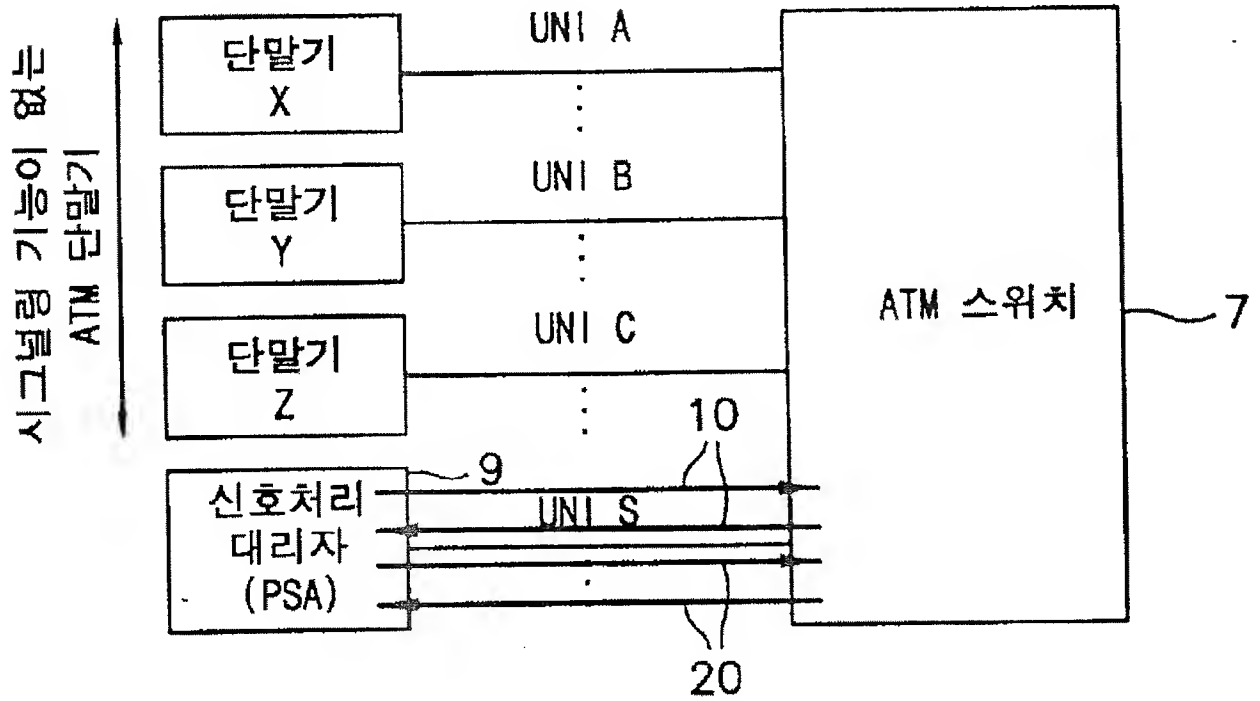 시그널링 기능이 없는
ATM 단말기
단말기
X
UNI A
단말기
Y
UNI B
단말기
Z
UNI C
ATM 스위치
7
신호처리
대리자
(PSA)
9
10
UNI S
20